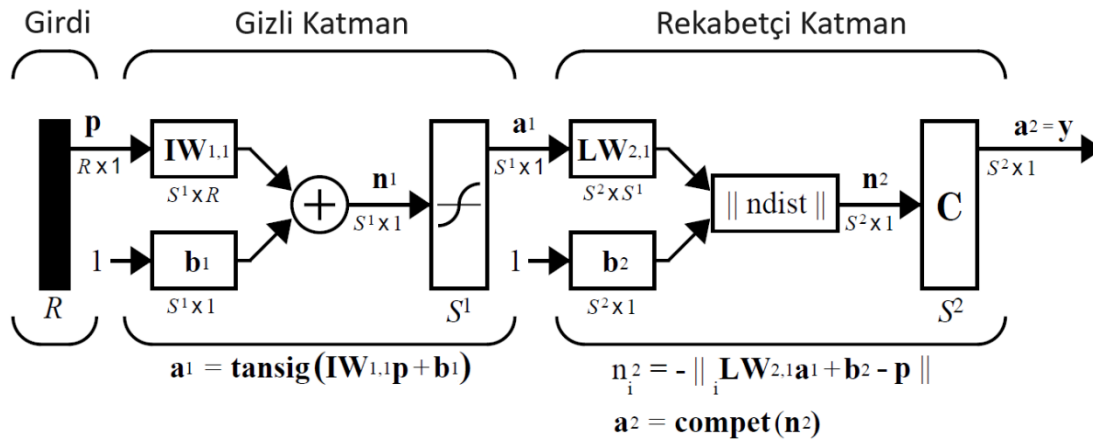 Girdi
Gizli Katman
Rekabetçi Katman
p
R x 1
IW1,1
S1 x R
1
b1
S1 x 1
R
n1
S1 x 1
S1
a1
S1 x 1
LW2,1
S2 x S1
1
b2
S2 x 1
|| ndist ||
n2
S2 x 1
C
S2
a2 = y
S2 x 1
a1 = tansig(IW1,1p + b1)
ni2 = - || iLW2,1a1 + b2 - p ||
a2 = compet(n2)